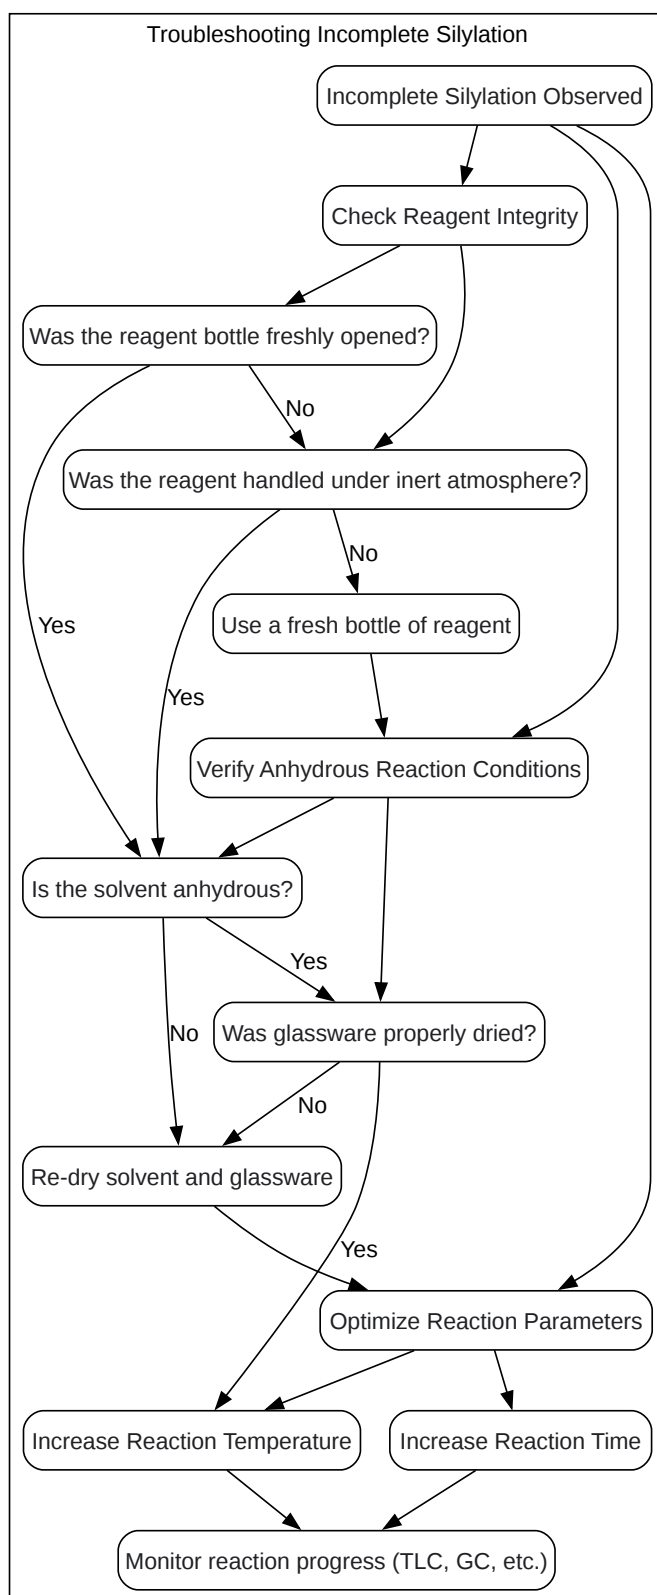 Troubleshooting Incomplete Silylation
Incomplete Silylation Observed
Check Reagent Integrity
Was the reagent bottle freshly opened?
No
Was the reagent handled under inert atmosphere?
No
Use a fresh bottle of reagent
Yes
Yes
Verify Anhydrous Reaction Conditions
Is the solvent anhydrous?
Yes
Was glassware properly dried?
No
No
Re-dry solvent and glassware
Yes
Optimize Reaction Parameters
Increase Reaction Temperature
Increase Reaction Time
Monitor reaction progress (TLC, GC, etc.)